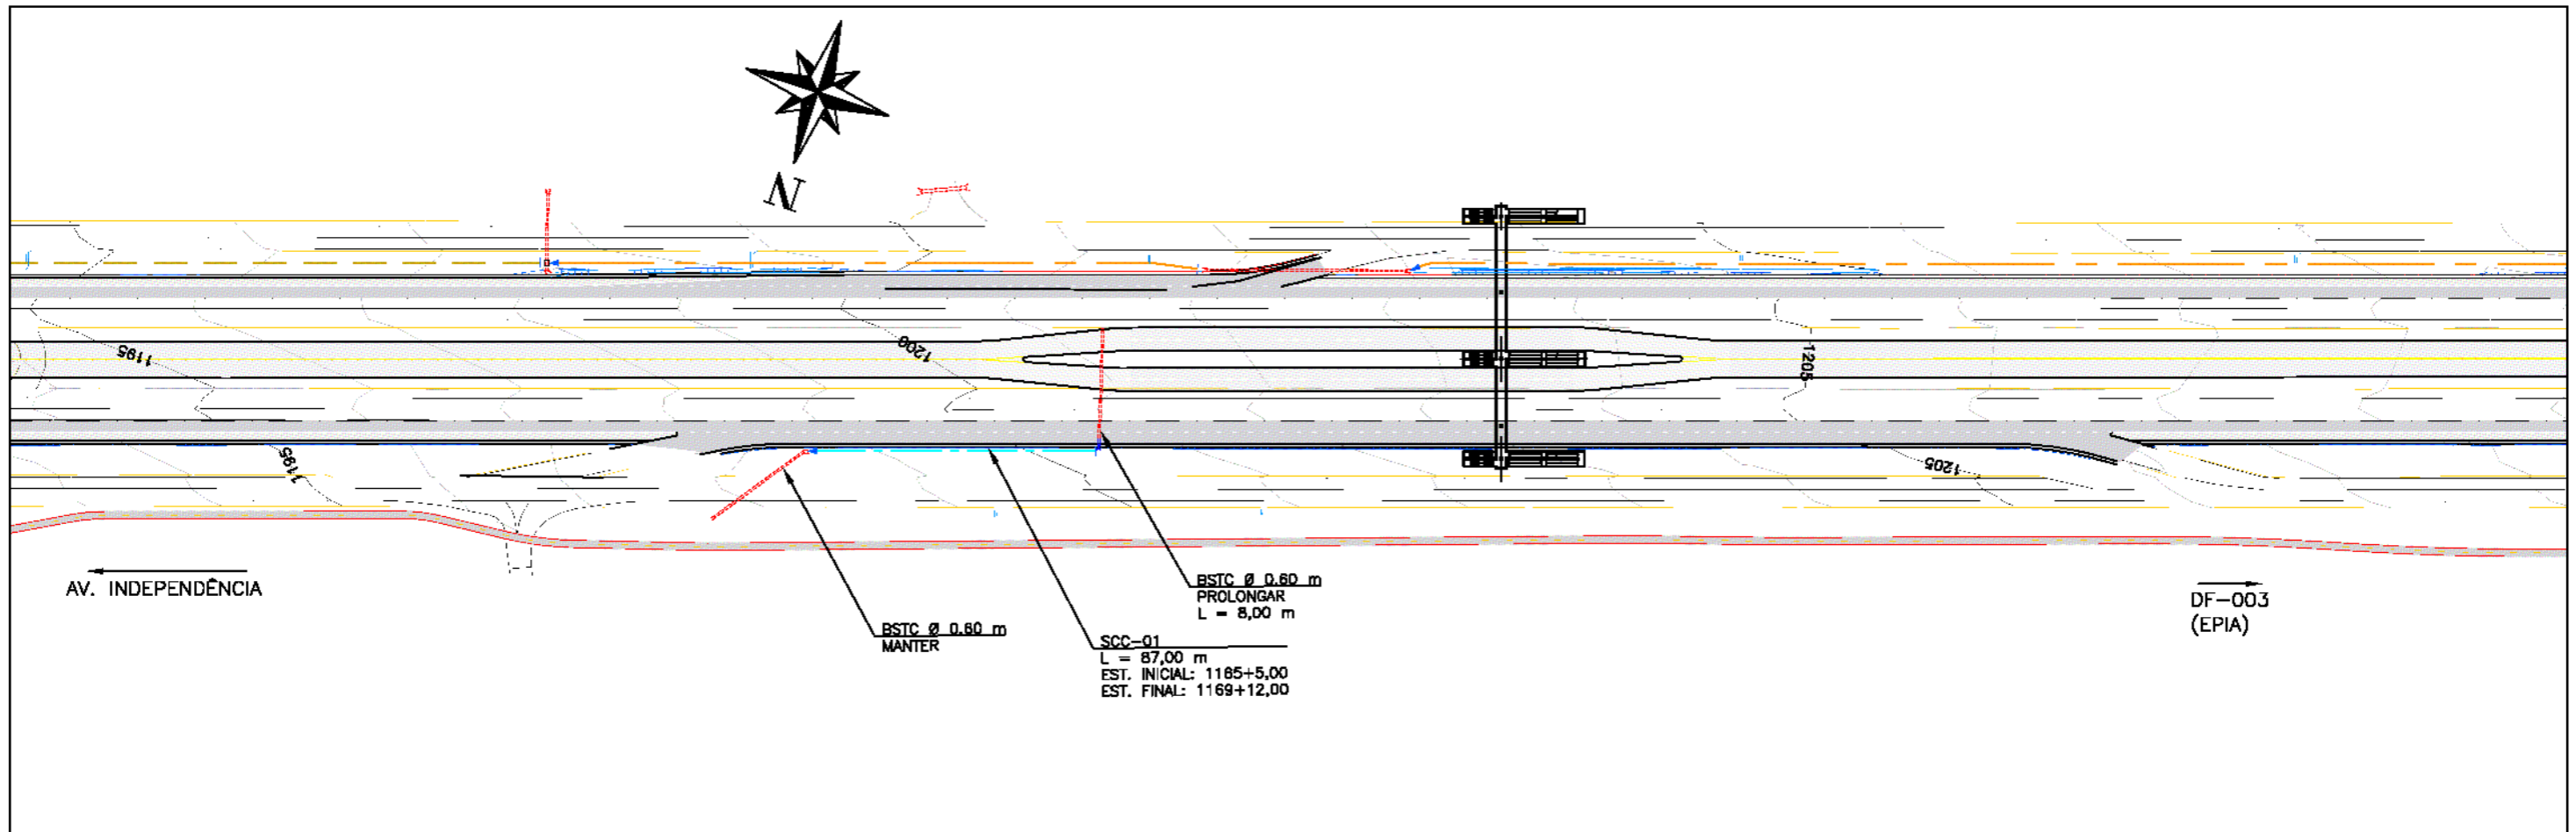 N
1195
1200
1205
1195
1205
AV. INDEPENDÊNCIA
BSTC Ø 0.60 m
MANTER
BSTC Ø 0.60 m
PROLONGAR
L = 8,00 m
SCC-01
L = 87,00 m
EST. INICIAL: 1165+5,00
EST. FINAL: 1169+12,00
DF-003
(EPIA)